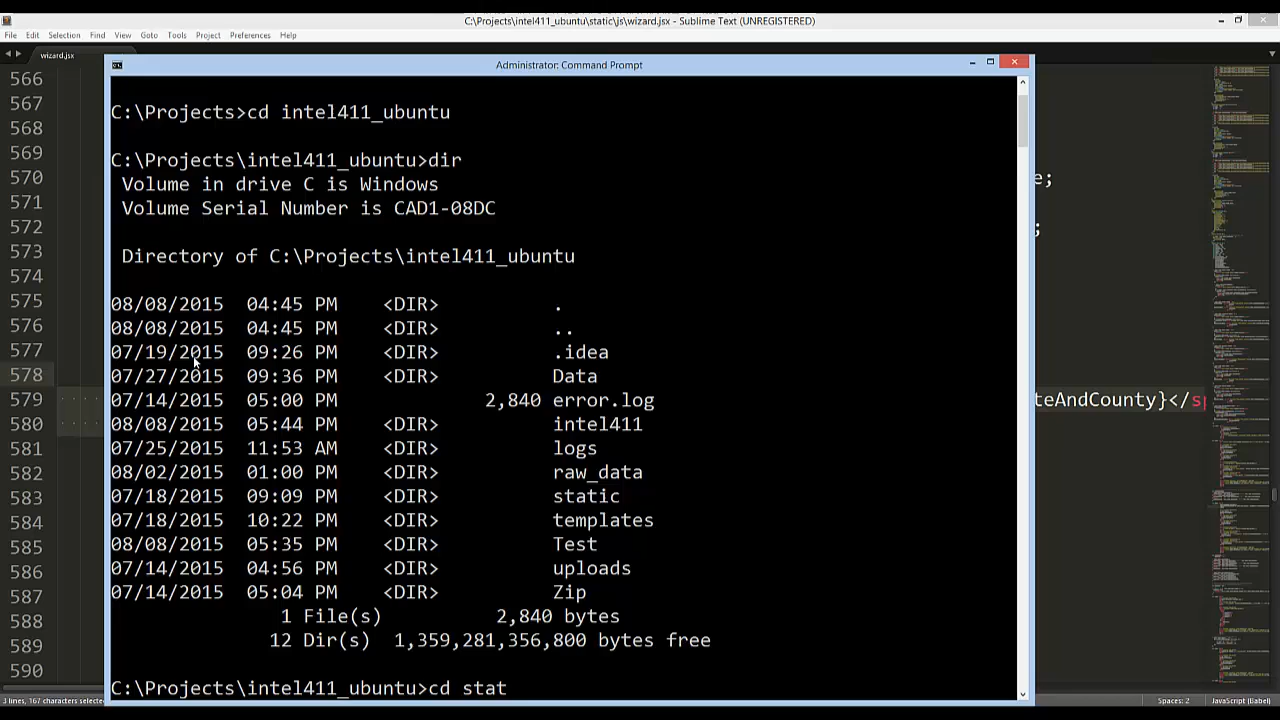 C:\Projects\intel411_ubuntu\static\js\wizard.jsx - Sublime Text (UNREGISTERED)
File Edit Selection Find View Goto Tools Project Preferences Help
wizard.jsx
Administrator: Command Prompt
566
567
568
569
570
571
572
573
574
575
576
577
578
579
580
581
582
583
584
585
586
587
588
589
590
C:\Projects>cd intel411_ubuntu
C:\Projects\intel411_ubuntu>dir
Volume in drive C is Windows
Volume Serial Number is CAD1-08DC
Directory of C:\Projects\intel411_ubuntu
08/08/2015 04:45 PM <DIR> .
08/08/2015 04:45 PM <DIR> ..
07/19/2015 09:26 PM <DIR> .idea
07/27/2015 09:36 PM <DIR> Data
07/14/2015 05:00 PM 2,840 error.log
08/08/2015 05:44 PM <DIR> intel411
07/25/2015 11:53 AM <DIR> logs
08/02/2015 01:00 PM <DIR> raw_data
07/18/2015 09:09 PM <DIR> static
07/18/2015 10:22 PM <DIR> templates
08/08/2015 05:35 PM <DIR> Test
07/14/2015 04:56 PM <DIR> uploads
07/14/2015 05:04 PM <DIR> Zip
1 File(s) 2,840 bytes
12 Dir(s) bytes free
C:\Projects\intel411_ubuntu>cd stat
e;
;
teAndCounty}</s
3 lines, 167 characters selected
Spaces: 2
JavaScript (Babel)